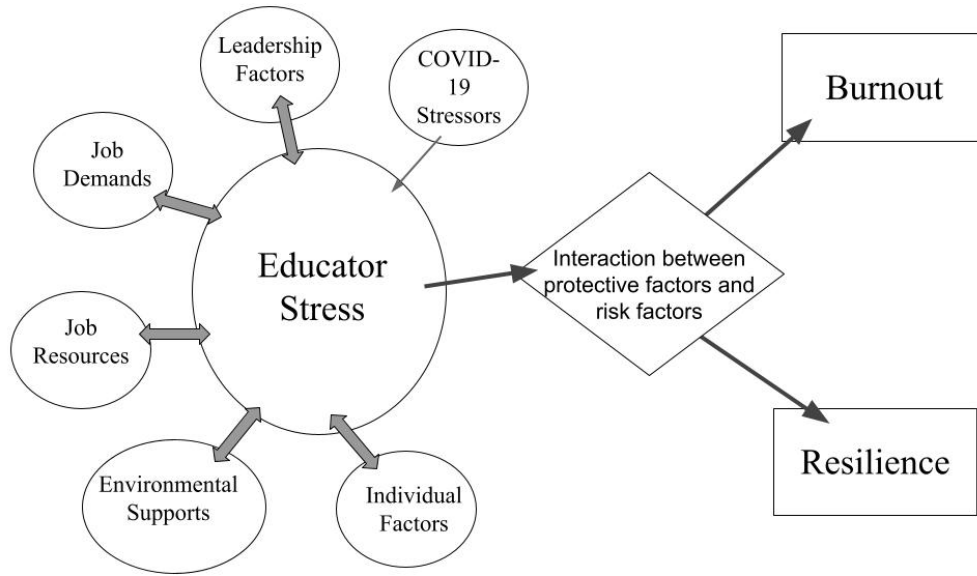 Leadership
Factors
COVID-
19
Stressors
Burnout
Job
Demands
Educator
Stress
Interaction between
protective factors and
risk factors
Job
Resources
Environmental
Supports
Individual
Factors
Resilience